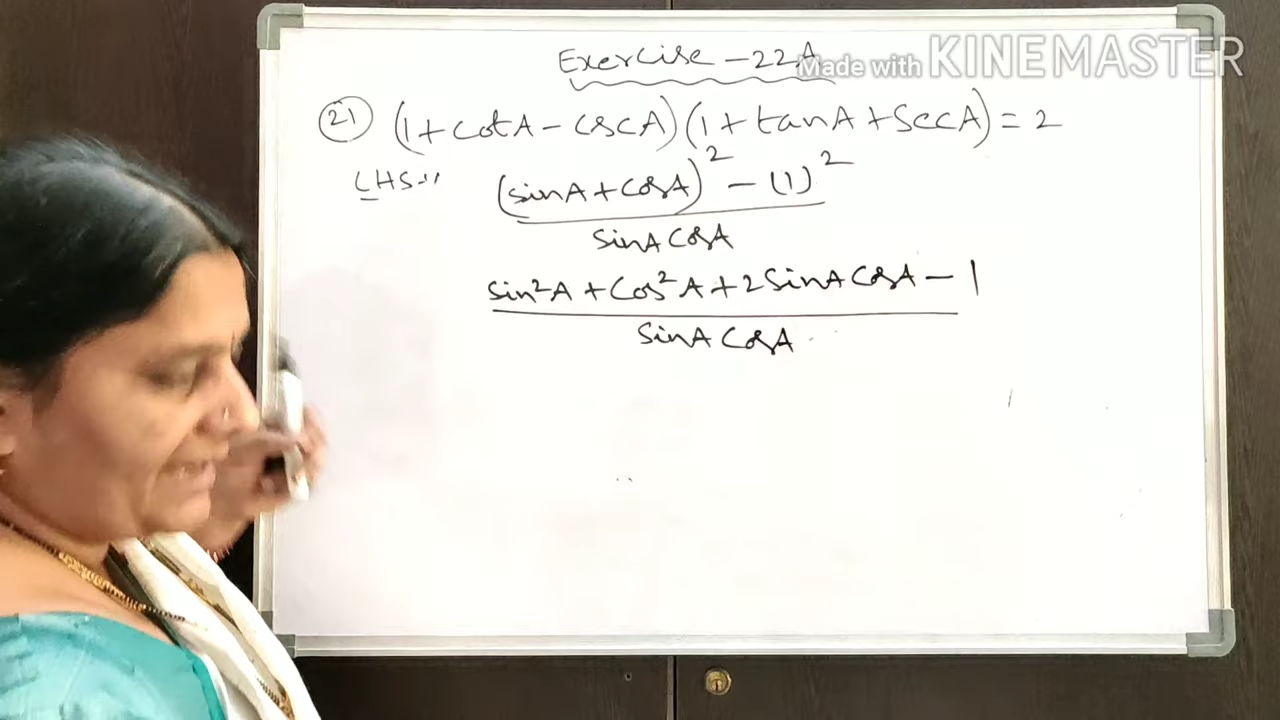 Exercise - 22A
Made with KINEMASTER
21 (1 + cotA - cscA) (1 + tanA + SecA) = 2
LHS:-
(sinA + cosA)² - (1)²
SinA CosA
sin²A + Cos²A + 2 SinA CosA - 1
SinA CosA